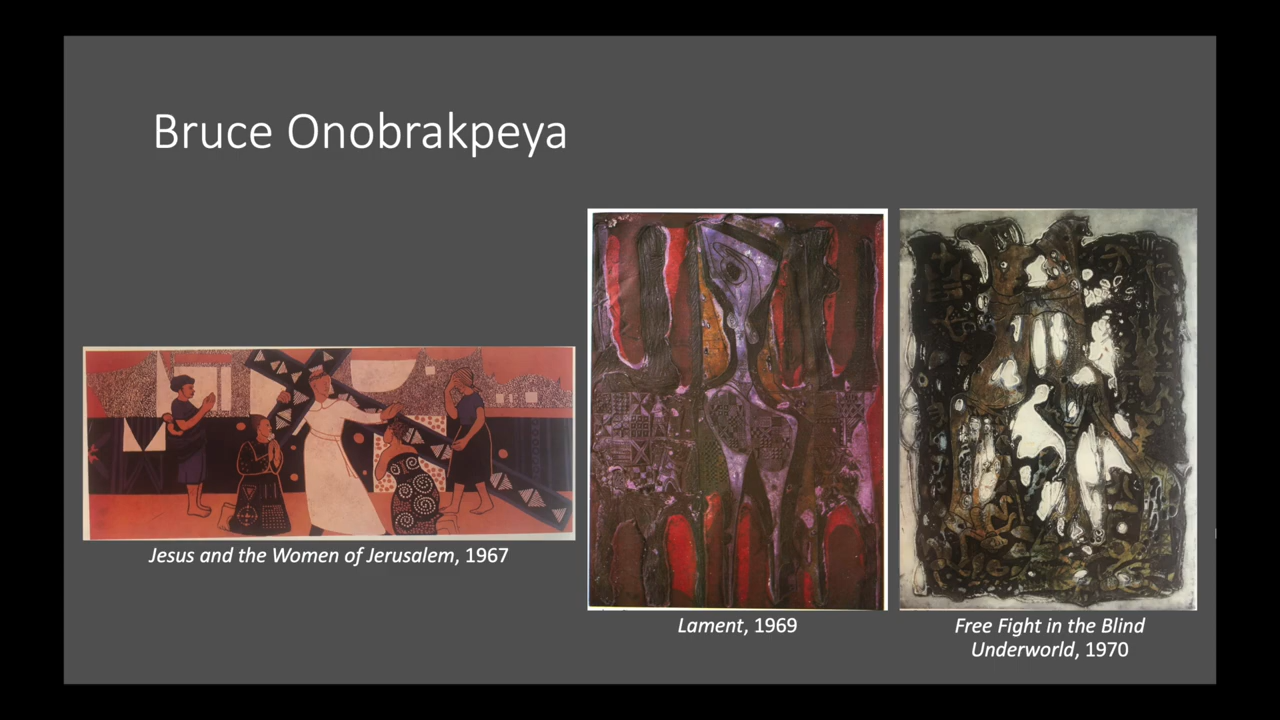 Bruce Onobrakpeya
Jesus and the Women of Jerusalem, 1967
Lament, 1969
Free Fight in the Blind
Underworld, 1970